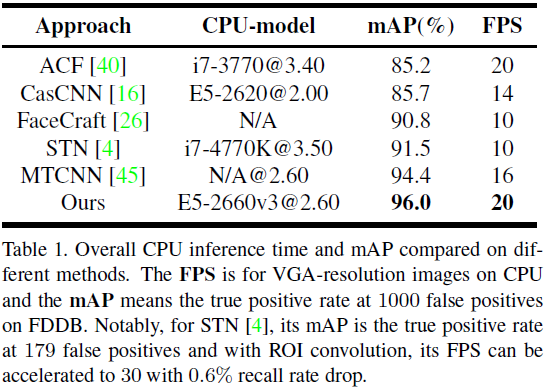 Approach CPU-model mAP(%) FPS
ACF [40] i7-3770@3.40 85.2 20
CasCNN [16] E5-2620@2.00 85.7 14
FaceCraft [26] N/A 90.8 10
STN [4] i7-4770K@3.50 91.5 10
MTCNN [45] N/A@2.60 94.4 16
Ours E5-2660v3@2.60 96.0 20
Table 1. Overall CPU inference time and mAP compared on dif-
ferent methods. The FPS is for VGA-resolution images on CPU
and the mAP means the true positive rate at 1000 false positives
on FDDB. Notably, for STN [4], its mAP is the true positive rate
at 179 false positives and with ROI convolution, its FPS can be
accelerated to 30 with 0.6% recall rate drop.